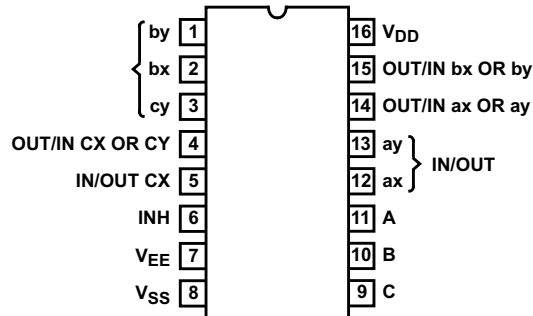 by 1 16 VDD
bx 2 15 OUT/IN bx OR by
cy 3 14 OUT/IN ax OR ay
OUT/IN CX OR CY 4 13 ay
IN/OUT
IN/OUT CX 5 12 ax
INH 6 11 A
VEE 7 10 B
VSS 8 9 C